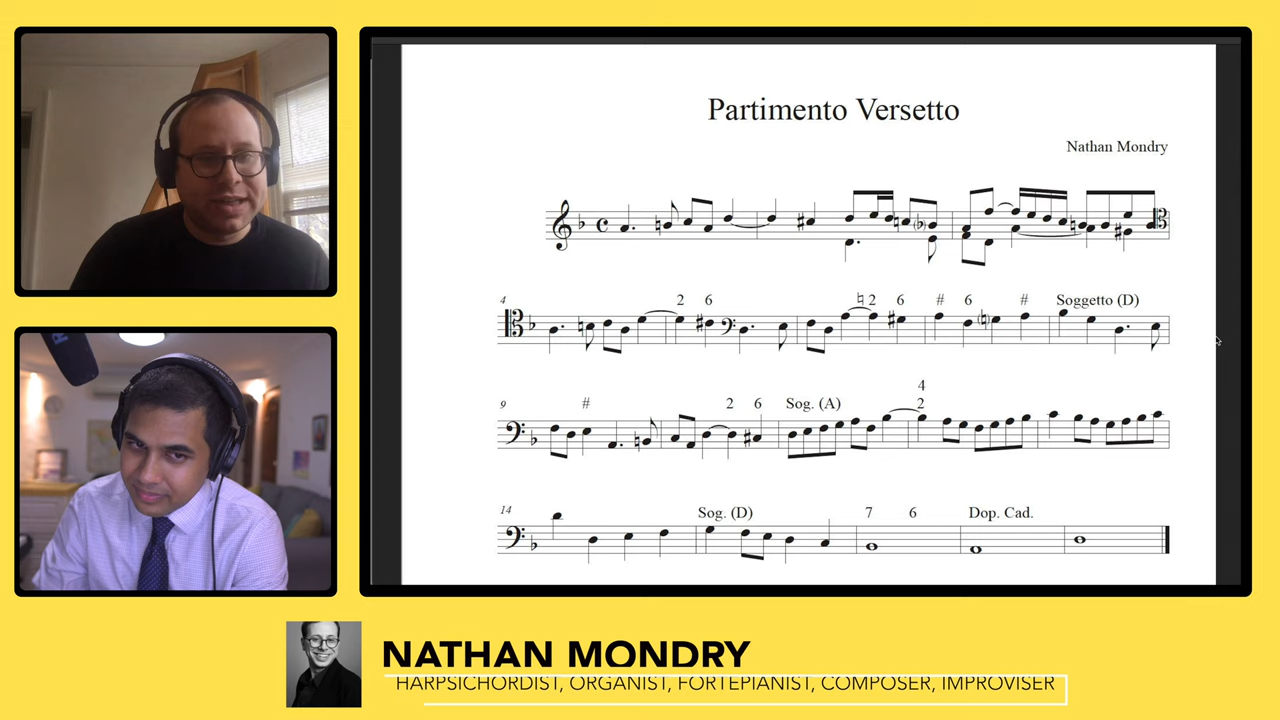 Partimento Versetto
Nathan Mondry
4 2 6 ♮2 6 # 6 # Soggetto (D)
4
9 # 2 6 Sog. (A) 2
14 Sog. (D) 7 6 Dop. Cad.
NATHAN MONDRY
HARPSICHORDIST, ORGANIST, FORTEPIANIST, COMPOSER, IMPROVISER